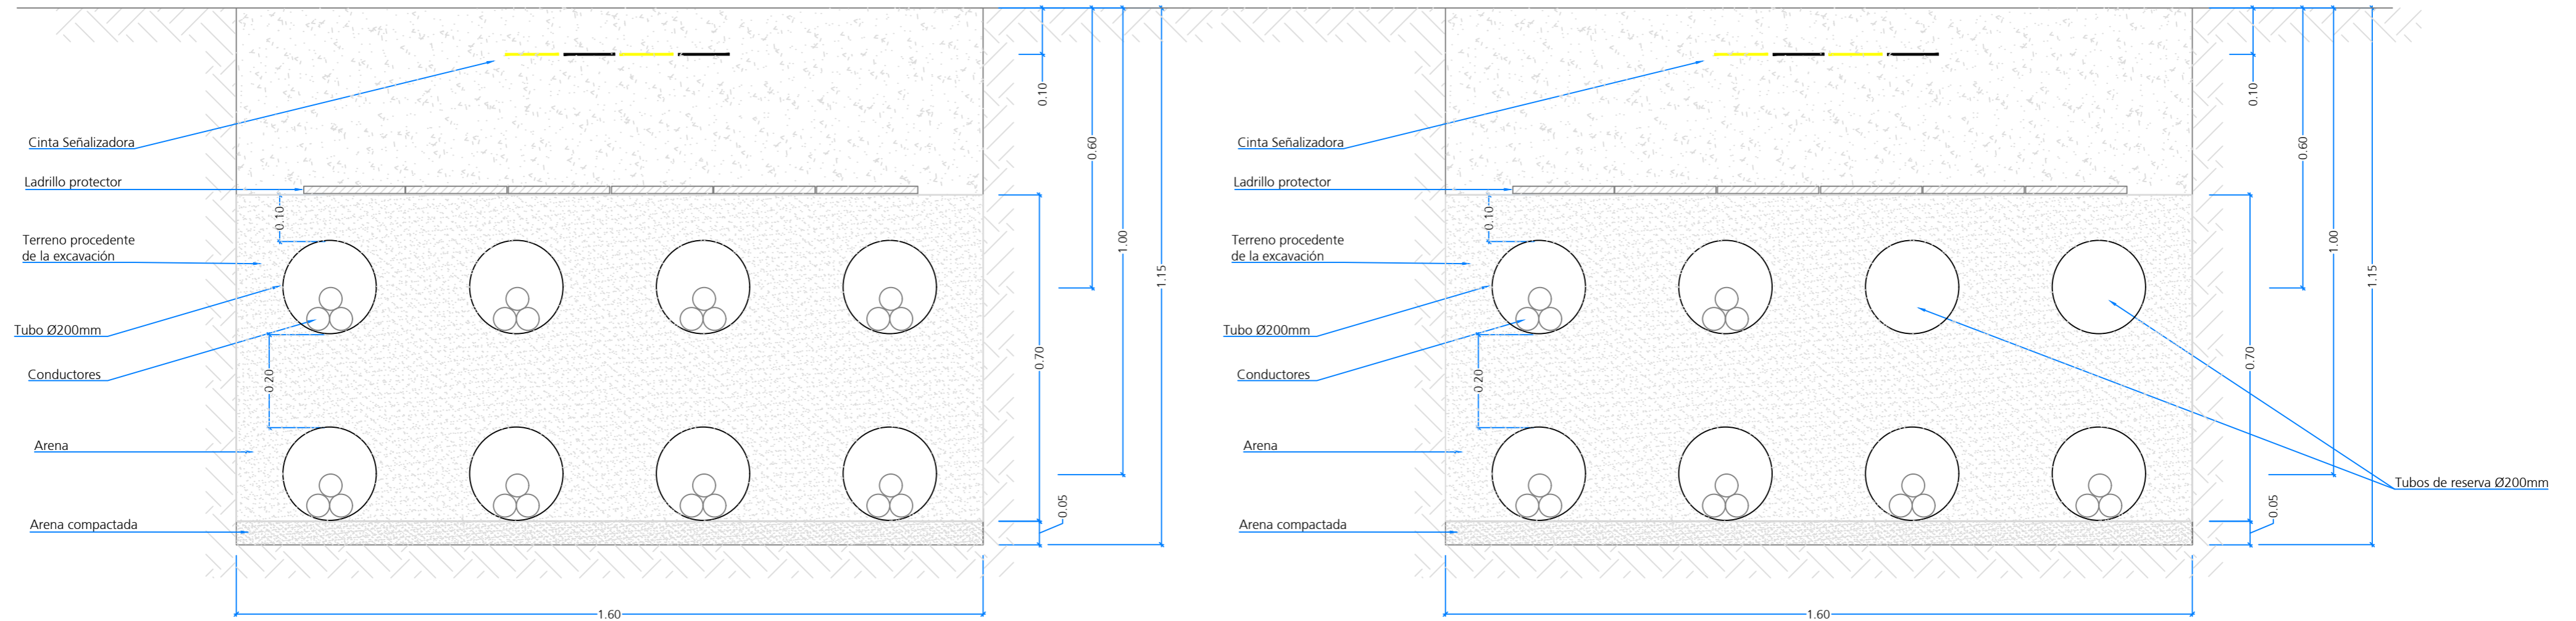 Cinta Señalizadora
Ladrillo protector
Terreno procedente
de la excavación
Tubo Ø200mm
Conductores
Arena
Arena compactada
0.10
0.20
0.10
0.60
1.00
1.15
0.70
0.05
1.60
Cinta Señalizadora
Ladrillo protector
Terreno procedente
de la excavación
Tubo Ø200mm
Conductores
Arena
Arena compactada
0.10
0.20
0.10
0.60
1.00
1.15
0.70
0.05
Tubos de reserva Ø200mm
1.60